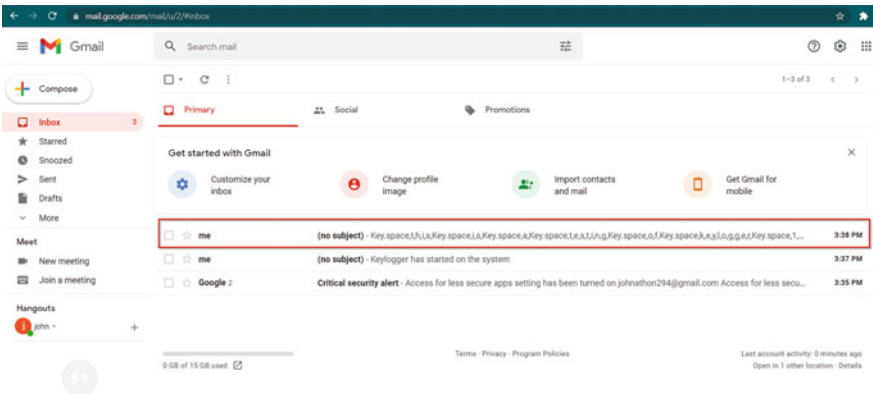 mail.google.com/mail/u/2/#inbox
Gmail
Search mail
Compose
1–3 of 3
Inbox 3
Primary Social Promotions
Starred
Snoozed
Sent
Drafts
More
Get started with Gmail
Customize your inbox
Change profile image
Import contacts and mail
Get Gmail for mobile
me (no subject) - Key.space,t,h,i,s,Key.space,i,s,Key.space,a,Key.space,t,e,s,t,i,n,g,Key.space,o,f,Key.space,k,e,y,l,o,g,g,e,r,Key.space,1,... 3:38 PM
me (no subject) - Keylogger has started on the system 3:37 PM
Google 2 Critical security alert - Access for less secure apps setting has been turned on johnathon294@gmail.com Access for less secu... 3:35 PM
Meet
New meeting
Join a meeting
Hangouts
j john
0 GB of 15 GB used
Terms · Privacy · Program Policies
Last account activity: 0 minutes ago
Open in 1 other location · Details